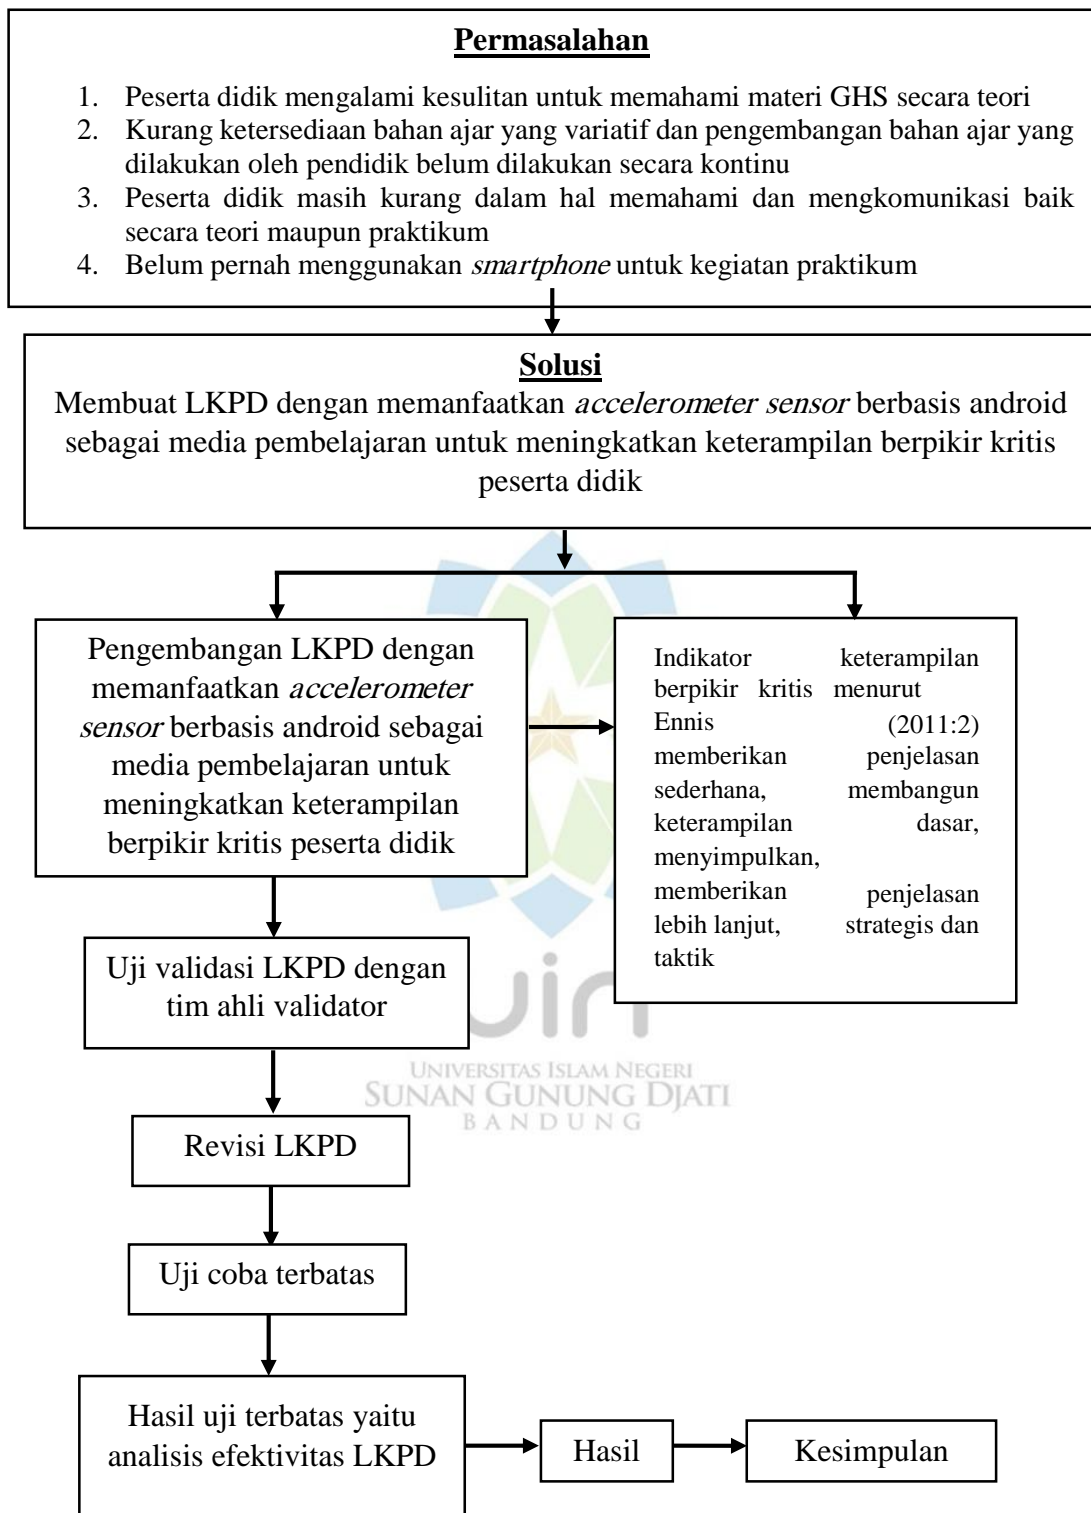 Permasalahan
1. Peserta didik mengalami kesulitan untuk memahami materi GHS secara teori
2. Kurang ketersediaan bahan ajar yang variatif dan pengembangan bahan ajar yang
dilakukan oleh pendidik belum dilakukan secara kontinu
3. Peserta didik masih kurang dalam hal memahami dan mengkomunikasi baik
secara teori maupun praktikum
4. Belum pernah menggunakan smartphone untuk kegiatan praktikum
Solusi
Membuat LKPD dengan memanfaatkan accelerometer sensor berbasis android
sebagai media pembelajaran untuk meningkatkan keterampilan berpikir kritis
peserta didik
Pengembangan LKPD dengan
memanfaatkan accelerometer
sensor berbasis android sebagai
media pembelajaran untuk
meningkatkan keterampilan
berpikir kritis peserta didik
Indikator keterampilan
berpikir kritis menurut
Ennis (2011:2)
memberikan penjelasan
sederhana, membangun
keterampilan dasar,
menyimpulkan,
memberikan penjelasan
lebih lanjut, strategis dan
taktik
Uji validasi LKPD dengan
tim ahli validator
uin
UNIVERSITAS ISLAM NEGERI
SUNAN GUNUNG DJATI
BANDUNG
Revisi LKPD
Uji coba terbatas
Hasil uji terbatas yaitu
analisis efektivitas LKPD
Hasil
Kesimpulan